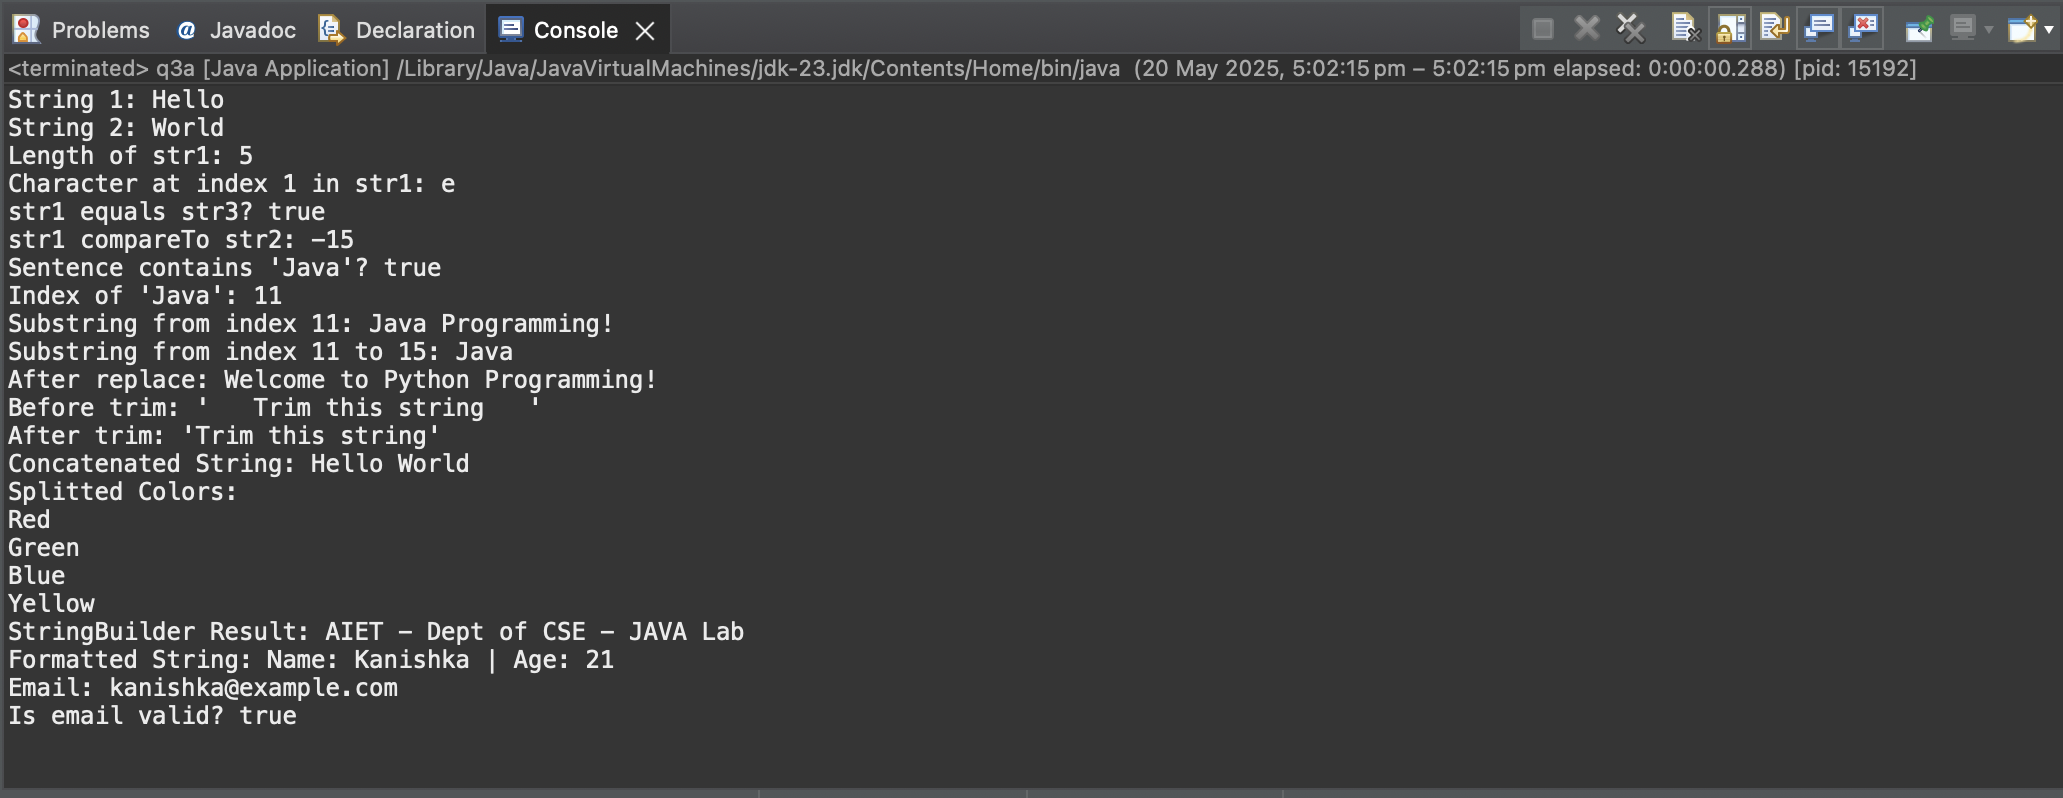 Problems @ Javadoc Declaration Console
<terminated> q3a [Java Application] /Library/Java/JavaVirtualMachines/jdk-23.jdk/Contents/Home/bin/java (20 May 2025, 5:02:15 pm – 5:02:15 pm elapsed: 0:00:00.288) [pid: 15192]
String 1: Hello
String 2: World
Length of str1: 5
Character at index 1 in str1: e
str1 equals str3? true
str1 compareTo str2: -15
Sentence contains 'Java'? true
Index of 'Java': 11
Substring from index 11: Java Programming!
Substring from index 11 to 15: Java
After replace: Welcome to Python Programming!
Before trim: '   Trim this string   '
After trim: 'Trim this string'
Concatenated String: Hello World
Splitted Colors:
Red
Green
Blue
Yellow
StringBuilder Result: AIET - Dept of CSE - JAVA Lab
Formatted String: Name: Kanishka | Age: 21
Email: kanishka@example.com
Is email valid? true